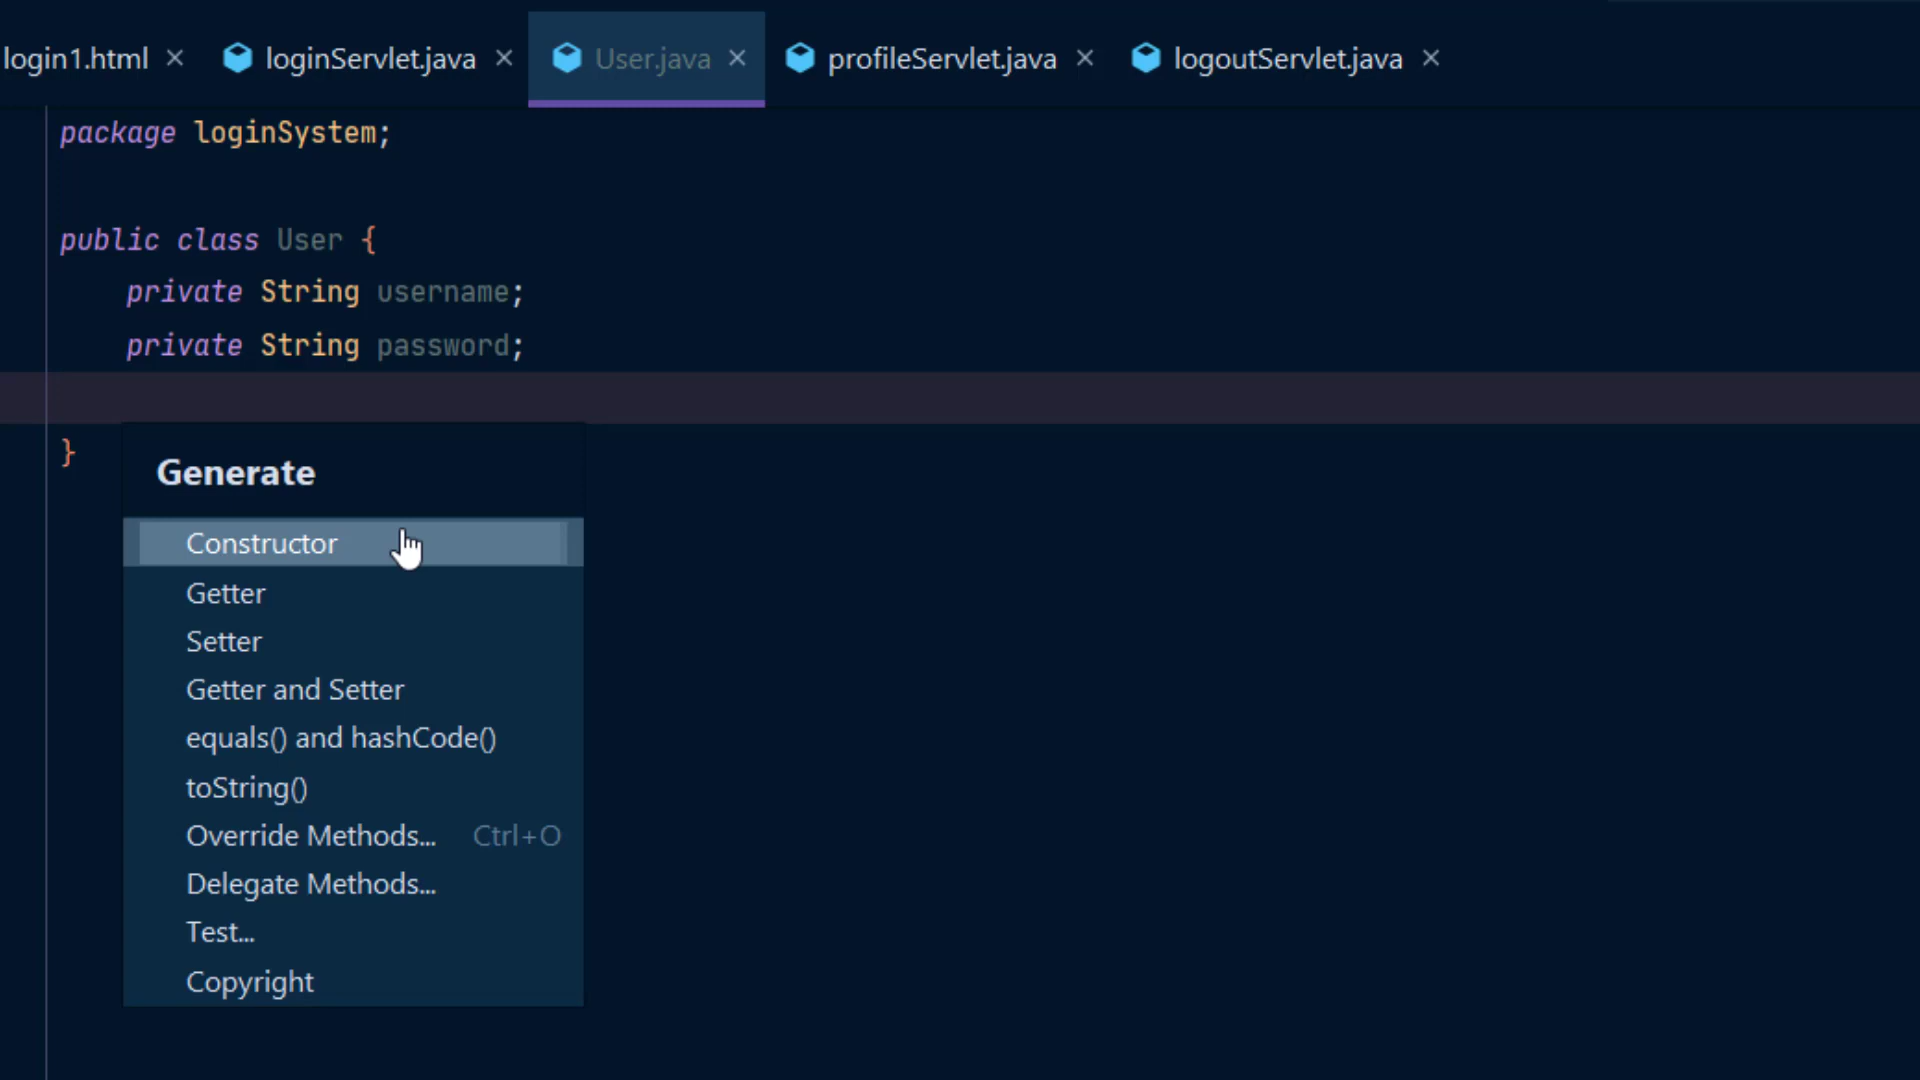 login1.html × loginServlet.java × User.java × profileServlet.java × logoutServlet.java ×
package loginSystem;
public class User {
private String username;
private String password;
}
Generate
Constructor
Getter
Setter
Getter and Setter
equals() and hashCode()
toString()
Override Methods... Ctrl+O
Delegate Methods...
Test...
Copyright